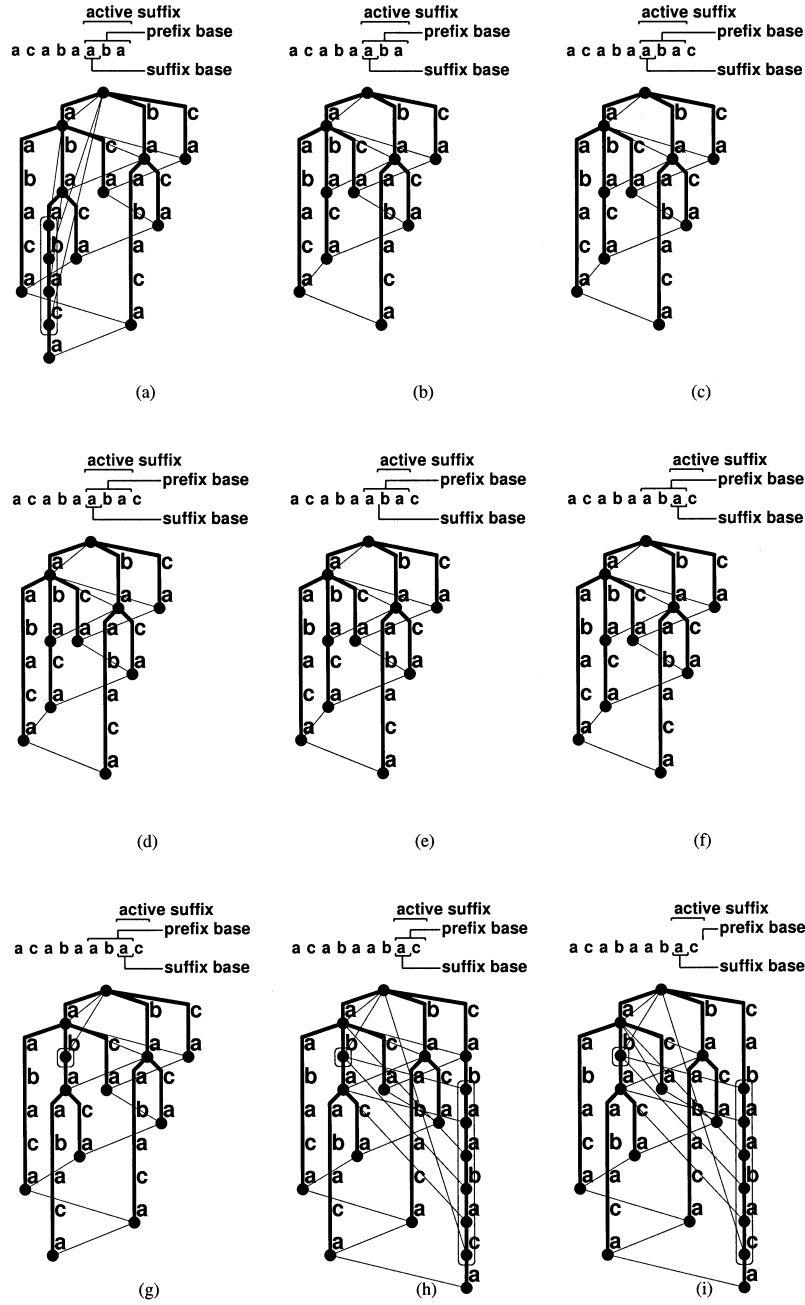 active suffix
prefix base
a c a b a a b a
suffix base
a b c
a b c a a
b a a a c
a a c b a
c b a a
a a c
c a
a
(a)
active suffix
prefix base
a c a b a a b a
suffix base
a b c
a b c a a
b a a a c
a c b a
c a a
a c
a
(b)
active suffix
prefix base
a c a b a a b a c
suffix base
a b c
a b c a a
b a a a c
a c b a
c a a
a c
a
(c)
active suffix
prefix base
a c a b a a b a c
suffix base
a b c
a b c a a
b a a a c
a c b a
c a a
a c
a
(d)
active suffix
prefix base
a c a b a a b a c
suffix base
a b c
a b c a a
b a a a c
a c b a
c a a
a c
a
(e)
active suffix
prefix base
a c a b a a b a c
suffix base
a b c
a b c a a
b a a a c
a c b a
c a a
a c
a
(f)
active suffix
prefix base
a c a b a a b a c
suffix base
a b c
a b c a a
b a a a c
a a c b a
c b a a
a a c
c a
a
(g)
active suffix
prefix base
a c a b a a b a c
suffix base
a b c
a b c a a
b a a a c b
a a c b a a
c b a a a
a a c b
c a a
a c
a
(h)
active suffix
prefix base
a c a b a a b a c
suffix base
a b c
a b c a a
b a a a c b
a a c b a a
c b a a a
a a c b
c a a
a c
a
(i)